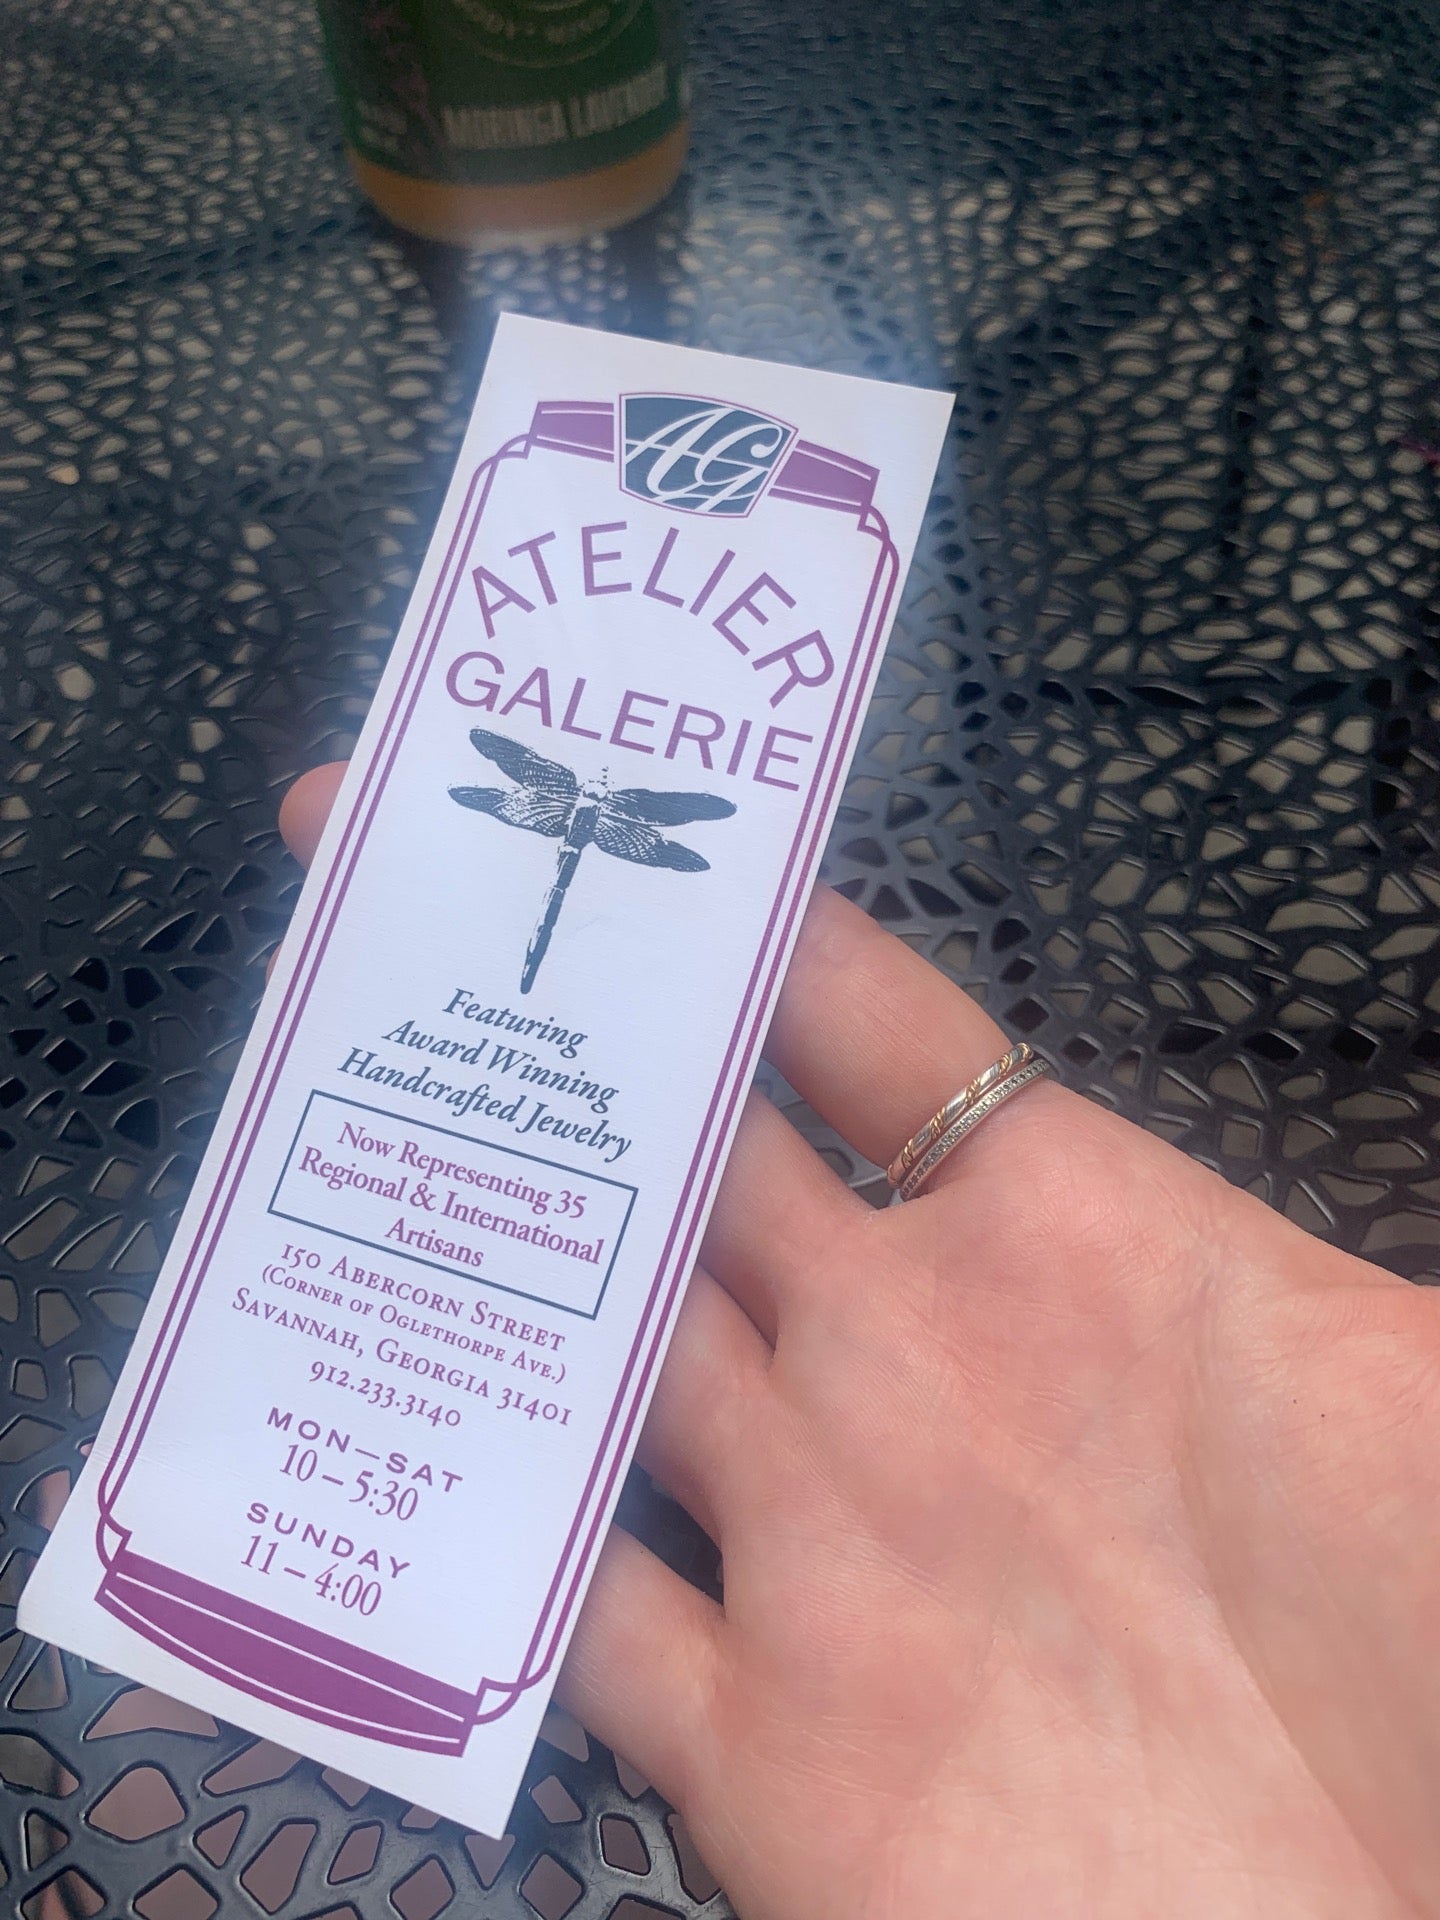 MORINGA
AG
ATELIER
GALERIE
Featuring
Award Winning
Handcrafted Jewelry
Now Representing 35
Regional & International
Artisans
150 ABERCORN STREET
(CORNER OF OGLETHORPE AVE.)
SAVANNAH, GEORGIA 31401
912.233.3140
MON—SAT
10 – 5:30
SUNDAY
11 – 4:00